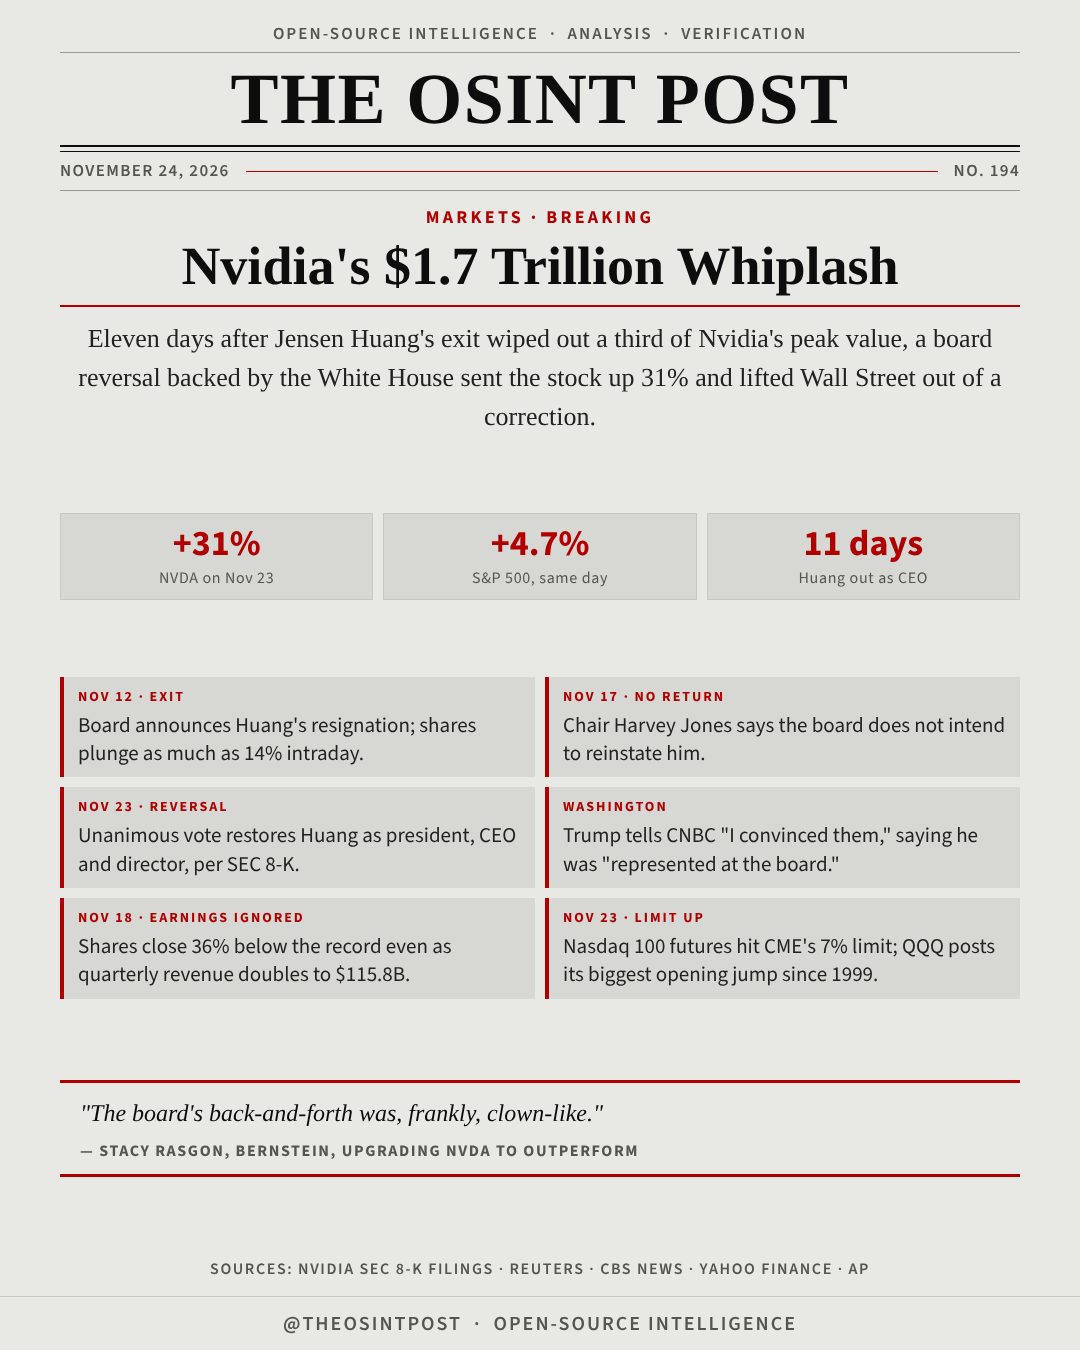 OPEN-SOURCE INTELLIGENCE · ANALYSIS · VERIFICATION
THE OSINT POST
NOVEMBER 24, 2026
NO. 194
MARKETS · BREAKING
Nvidia's $1.7 Trillion Whiplash
Eleven days after Jensen Huang's exit wiped out a third of Nvidia's peak value, a board
reversal backed by the White House sent the stock up 31% and lifted Wall Street out of a
correction.
+31%
NVDA on Nov 23
+4.7%
S&P 500, same day
11 days
Huang out as CEO
NOV 12 · EXIT
Board announces Huang's resignation; shares
plunge as much as 14% intraday.
NOV 17 · NO RETURN
Chair Harvey Jones says the board does not intend
to reinstate him.
NOV 23 · REVERSAL
Unanimous vote restores Huang as president, CEO
and director, per SEC 8-K.
WASHINGTON
Trump tells CNBC "I convinced them," saying he
was "represented at the board."
NOV 18 · EARNINGS IGNORED
Shares close 36% below the record even as
quarterly revenue doubles to $115.8B.
NOV 23 · LIMIT UP
Nasdaq 100 futures hit CME's 7% limit; QQQ posts
its biggest opening jump since 1999.
"The board's back-and-forth was, frankly, clown-like."
— STACY RASGON, BERNSTEIN, UPGRADING NVDA TO OUTPERFORM
SOURCES: NVIDIA SEC 8-K FILINGS · REUTERS · CBS NEWS · YAHOO FINANCE · AP
@THEOSINTPOST · OPEN-SOURCE INTELLIGENCE